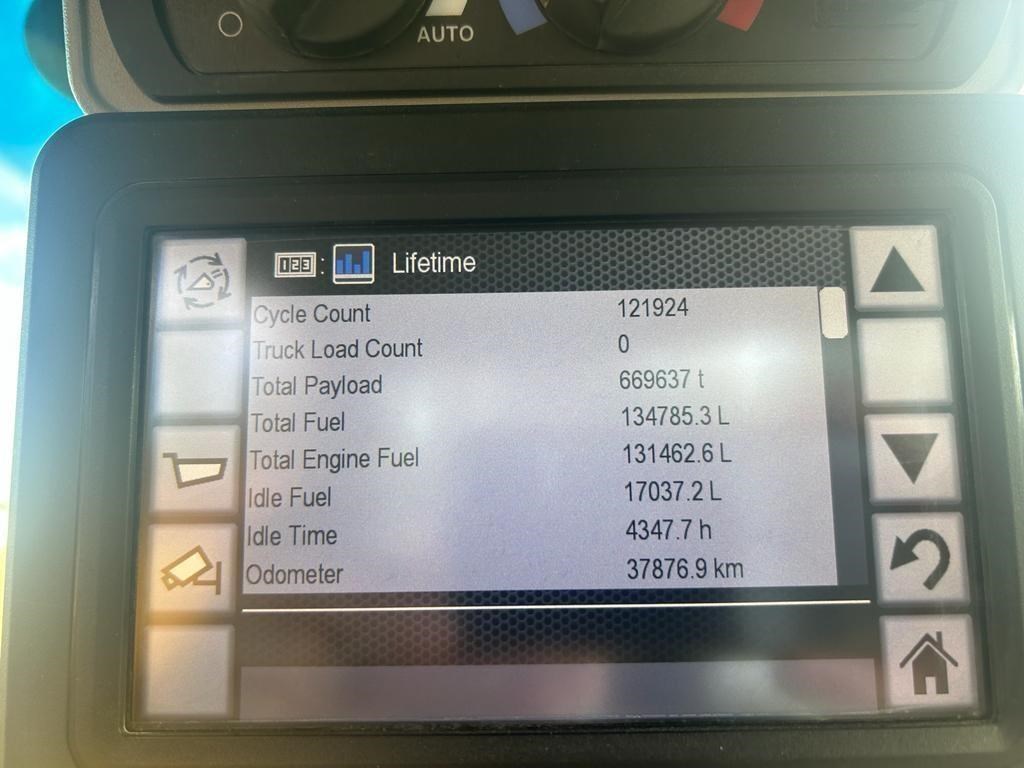 AUTO
123 : Lifetime
Cycle Count 121924
Truck Load Count 0
Total Payload 669637 t
Total Fuel 134785.3 L
Total Engine Fuel 131462.6 L
Idle Fuel 17037.2 L
Idle Time 4347.7 h
Odometer 37876.9 km